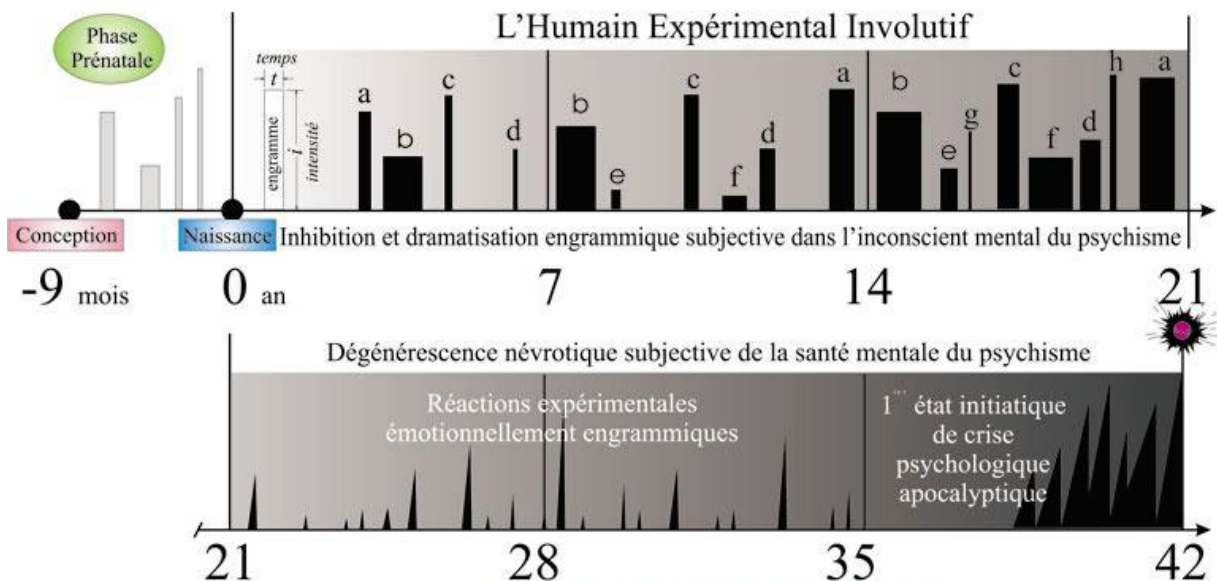 L'Humain Expérimental Involutif
Phase
Prénatale
temps
t
engramme
i
intensité
a
b
c
d
b
e
c
f
d
a
b
e
g
c
f
d
h
a
Conception
Naissance
Inhibition et dramatisation engrammique subjective dans l'inconscient mental du psychisme
-9 mois
0 an
7
14
21
Dégénérescence névrotique subjective de la santé mentale du psychisme
Réactions expérimentales
émotionnellement engrammiques
1er état initiatique
de crise
psychologique
apocalyptique
21
28
35
42